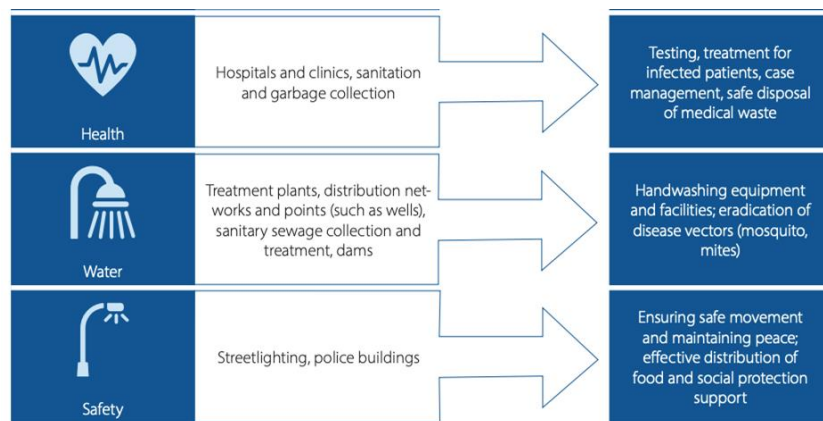 Health
Hospitals and clinics, sanitation
and garbage collection
Testing, treatment for
infected patients, case
management, safe disposal
of medical waste
Water
Treatment plants, distribution net-
works and points (such as wells),
sanitary sewage collection and
treatment, dams
Handwashing equipment
and facilities; eradication of
disease vectors (mosquito,
mites)
Safety
Streetlighting, police buildings
Ensuring safe movement
and maintaining peace;
effective distribution of
food and social protection
support